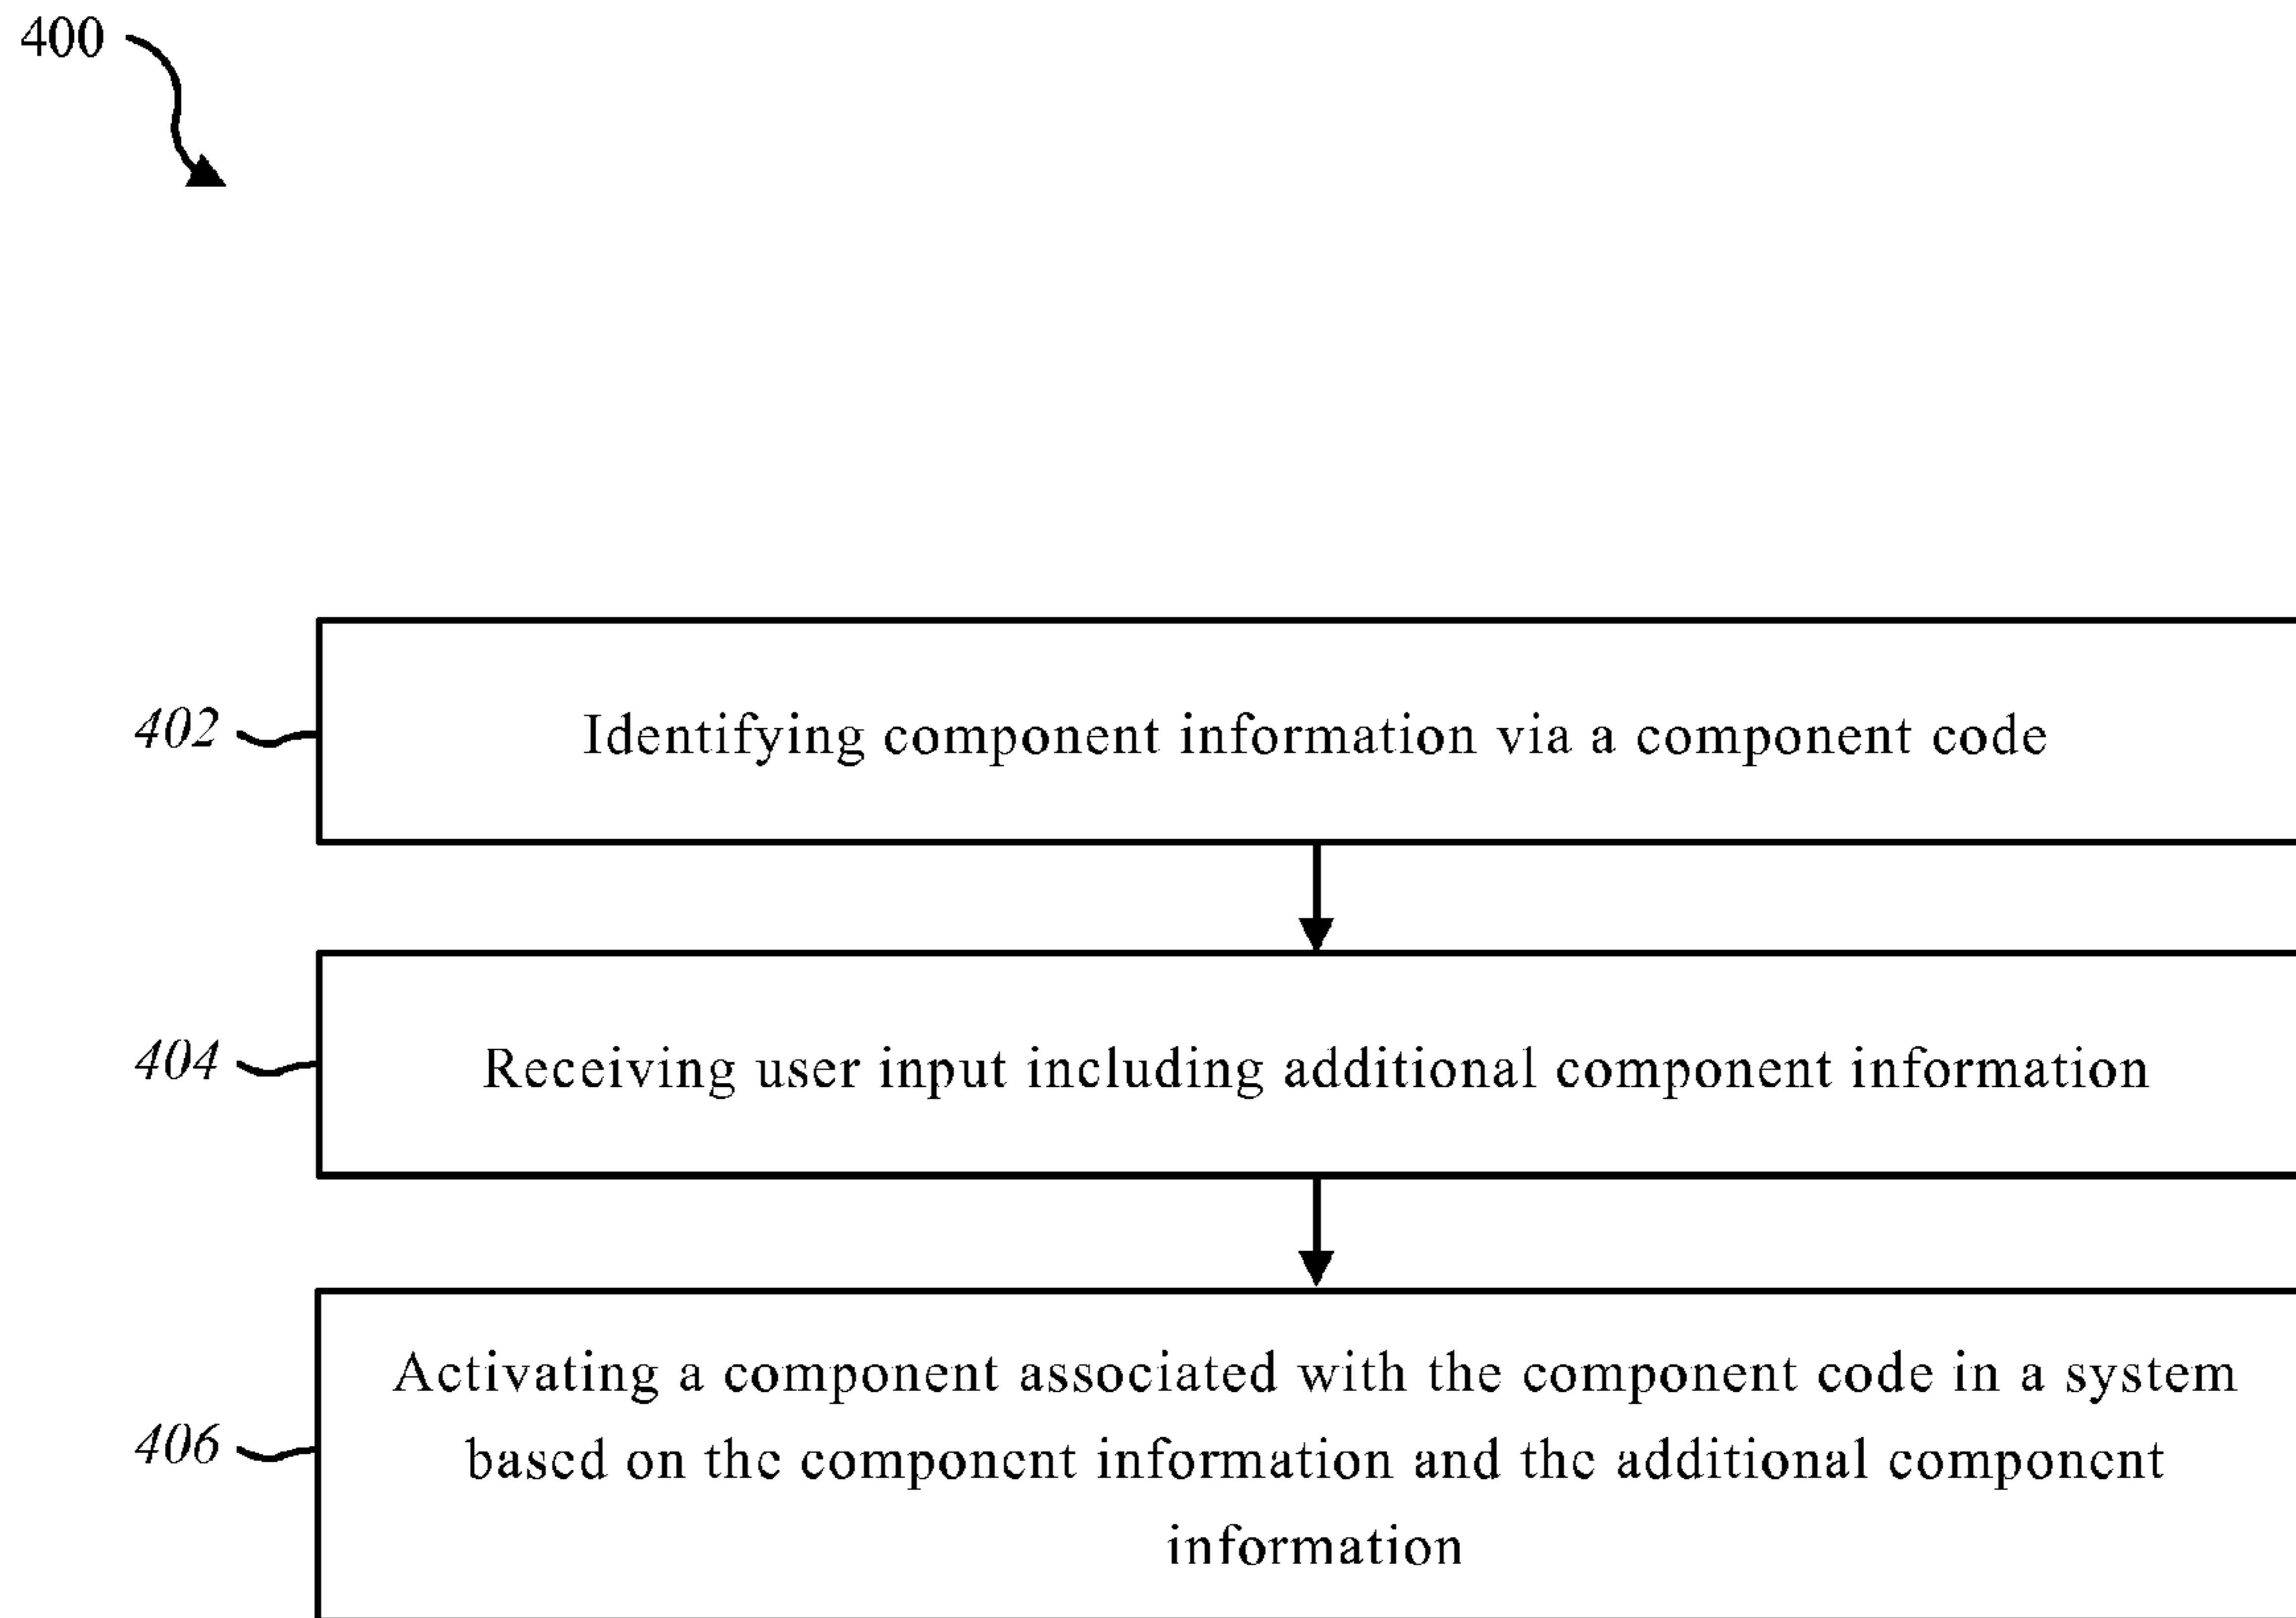 400
402
Identifying component information via a component code
404
Receiving user input including additional component information
406
Activating a component associated with the component code in a system
based on the component information and the additional component
information